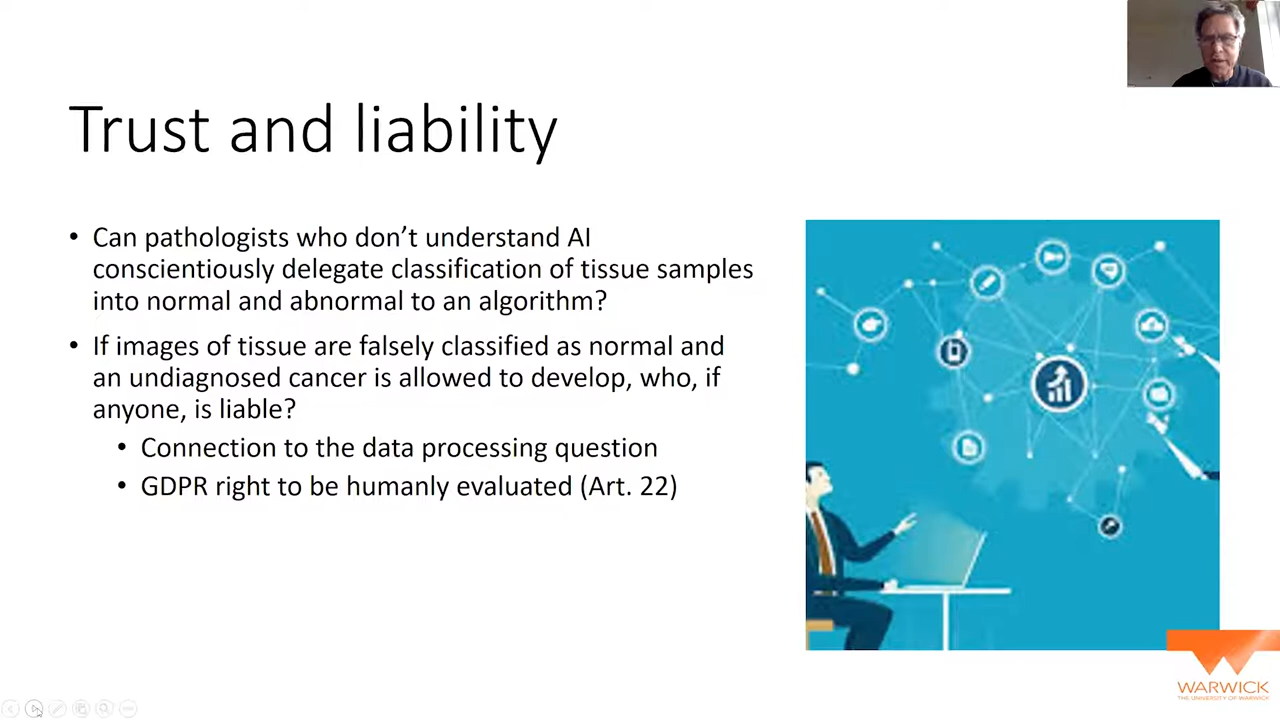 Trust and liability
• Can pathologists who don’t understand AI
conscientiously delegate classification of tissue samples
into normal and abnormal to an algorithm?
• If images of tissue are falsely classified as normal and
an undiagnosed cancer is allowed to develop, who, if
anyone, is liable?
• Connection to the data processing question
• GDPR right to be humanly evaluated (Art. 22)
WARWICK
THE UNIVERSITY OF WARWICK